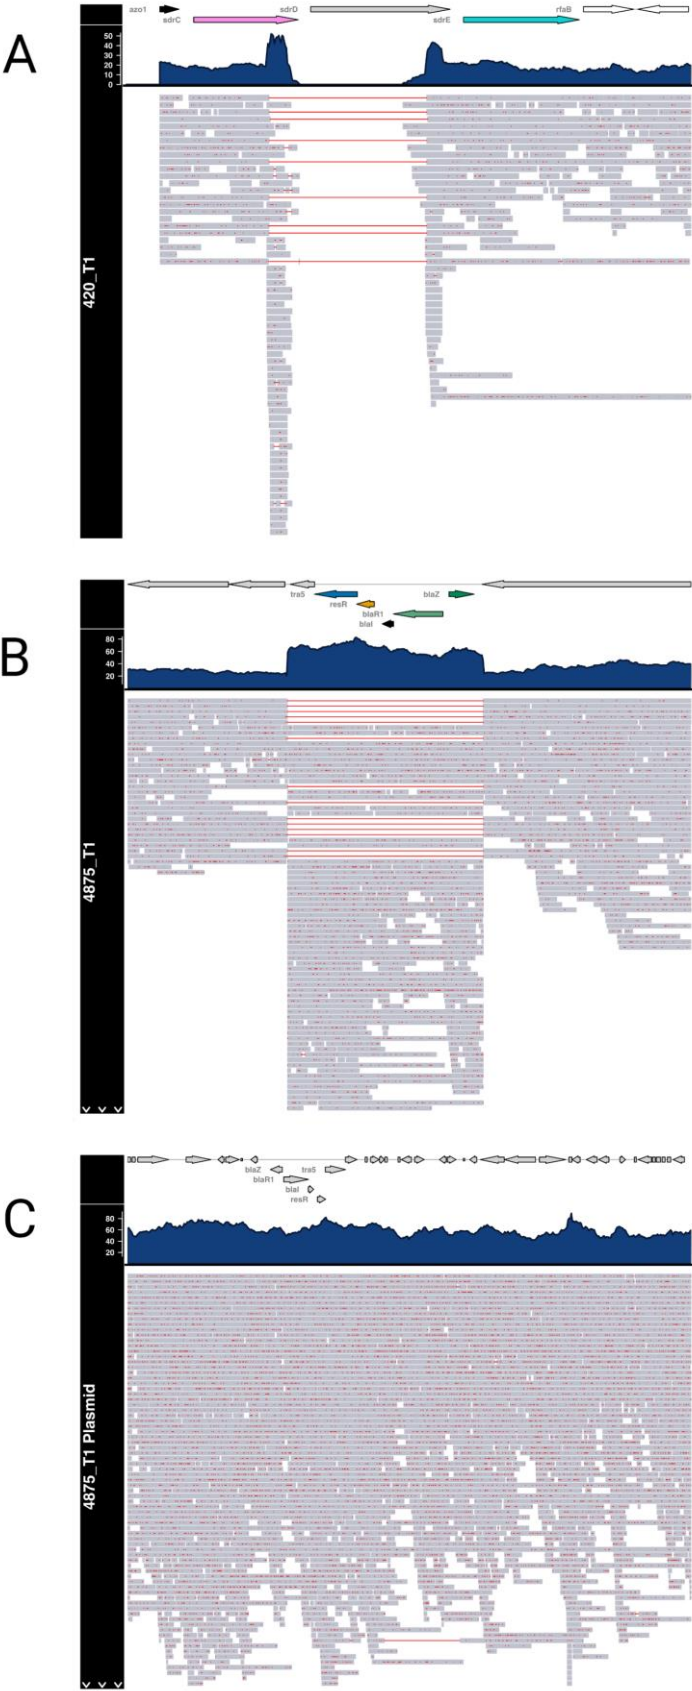 A
azo1 sdrC sdrD sdrE rfaB
50
40
30
20
10
0
420_T1
B
tra5 resR blaR1 blaI blaZ
80
60
40
20
4875_T1
C
blaZ blaR1 blaI resR tra5
80
60
40
20
4875_T1 Plasmid